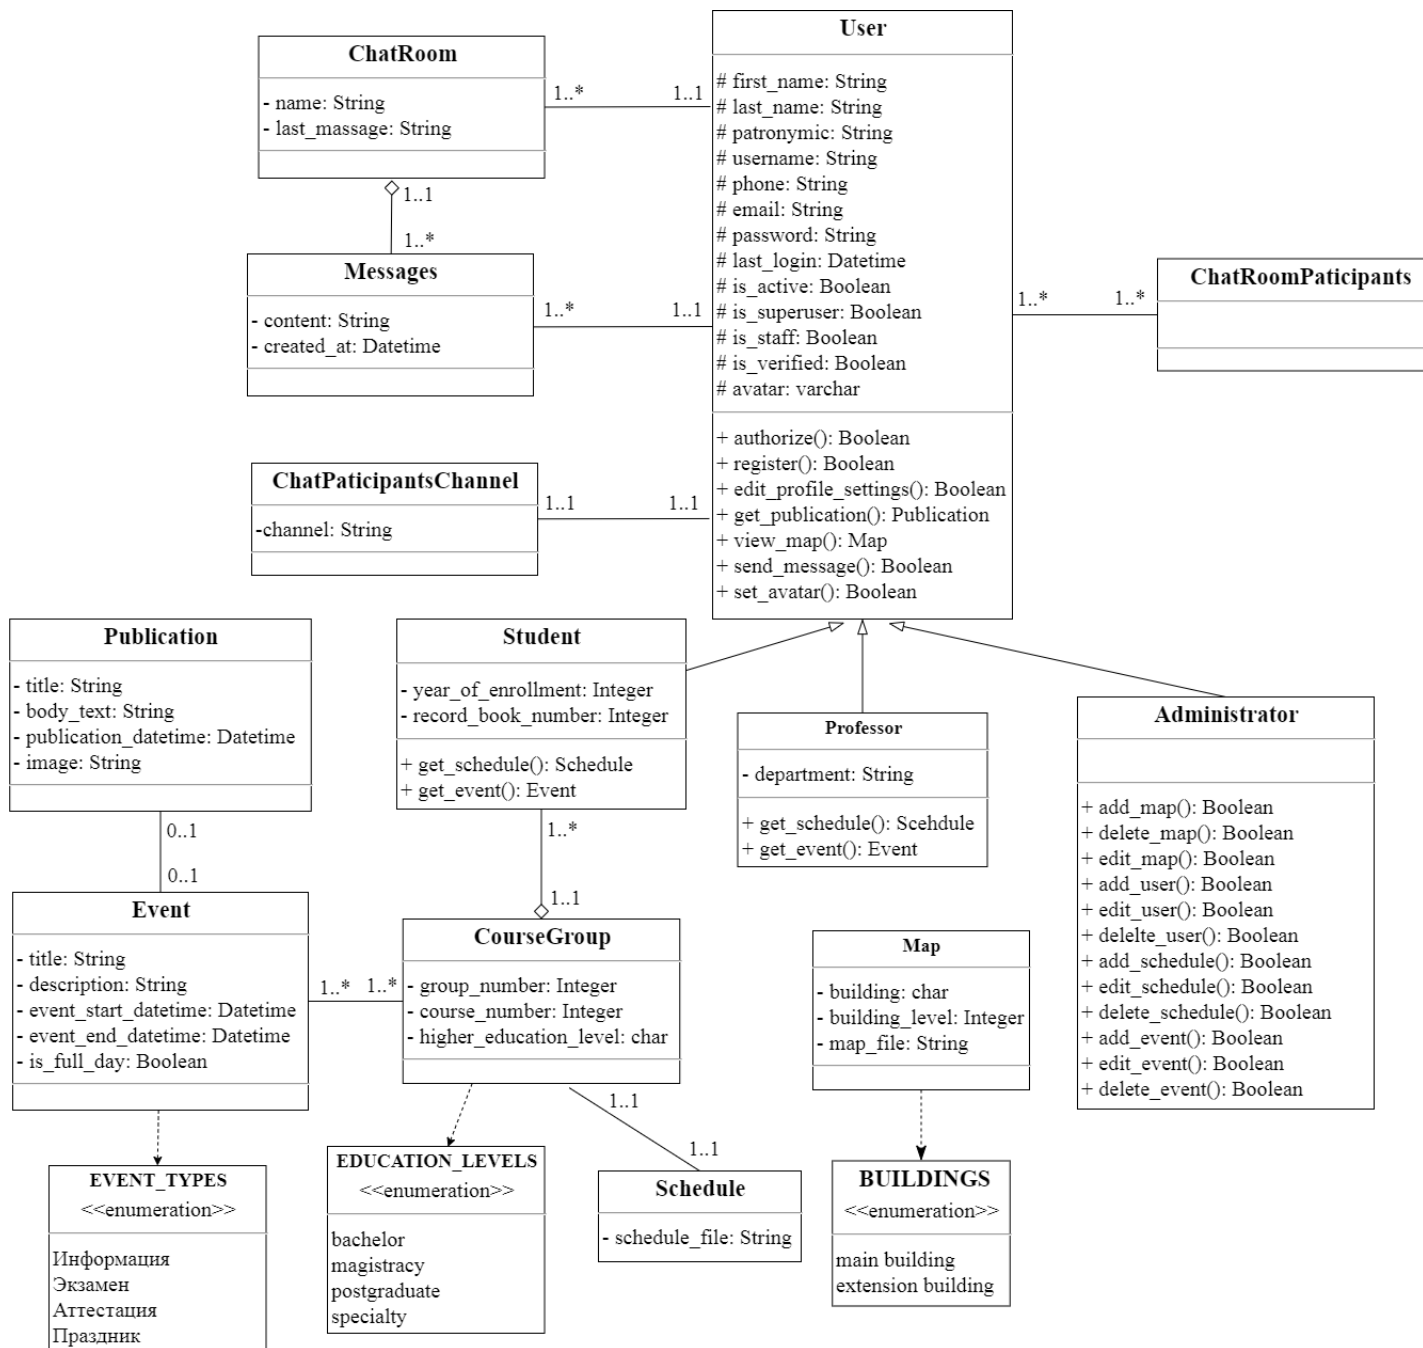 ChatRoom
- name: String
- last_massage: String
1..*
1..1
User
# first_name: String
# last_name: String
# patronymic: String
# username: String
# phone: String
# email: String
# password: String
# last_login: Datetime
# is_active: Boolean
# is_superuser: Boolean
# is_staff: Boolean
# is_verified: Boolean
# avatar: varchar
+ authorize(): Boolean
+ register(): Boolean
+ edit_profile_settings(): Boolean
+ get_publication(): Publication
+ view_map(): Map
+ send_message(): Boolean
+ set_avatar(): Boolean
1..1
1..*
Messages
- content: String
- created_at: Datetime
1..*
1..1
1..*
1..*
ChatRoomPaticipants
ChatPaticipantsChannel
-channel: String
1..1
1..1
Publication
- title: String
- body_text: String
- publication_datetime: Datetime
- image: String
Student
- year_of_enrollment: Integer
- record_book_number: Integer
+ get_schedule(): Schedule
+ get_event(): Event
Professor
- department: String
+ get_schedule(): Scehdule
+ get_event(): Event
Administrator
+ add_map(): Boolean
+ delete_map(): Boolean
+ edit_map(): Boolean
+ add_user(): Boolean
+ edit_user(): Boolean
+ delelte_user(): Boolean
+ add_schedule(): Boolean
+ edit_schedule(): Boolean
+ delete_schedule(): Boolean
+ add_event(): Boolean
+ edit_event(): Boolean
+ delete_event(): Boolean
0..1
0..1
1..*
1..1
Event
- title: String
- description: String
- event_start_datetime: Datetime
- event_end_datetime: Datetime
- is_full_day: Boolean
1..*
1..*
CourseGroup
- group_number: Integer
- course_number: Integer
- higher_education_level: char
Map
- building: char
- building_level: Integer
- map_file: String
1..1
1..1
EVENT_TYPES
<<enumeration>>
Информация
Экзамен
Аттестация
Праздник
EDUCATION_LEVELS
<<enumeration>>
bachelor
magistracy
postgraduate
specialty
Schedule
- schedule_file: String
BUILDINGS
<<enumeration>>
main building
extension building